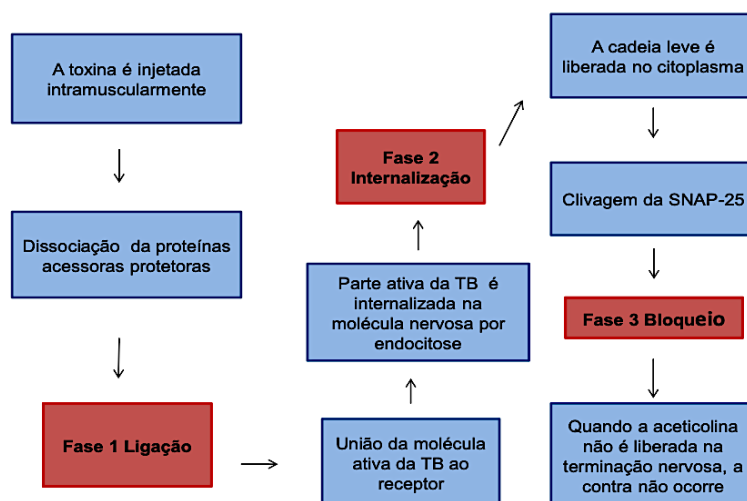 A toxina é injetada
intramuscularmente
Dissociação da proteínas
acessoras protetoras
Fase 1 Ligação
União da molécula
ativa da TB ao
receptor
Parte ativa da TB é
internalizada na
molécula nervosa por
endocitose
Fase 2
Internalização
A cadeia leve é
liberada no citoplasma
Clivagem da SNAP-25
Fase 3 Bloqueio
Quando a aceticolina
não é liberada na
terminação nervosa, a
contra não ocorre